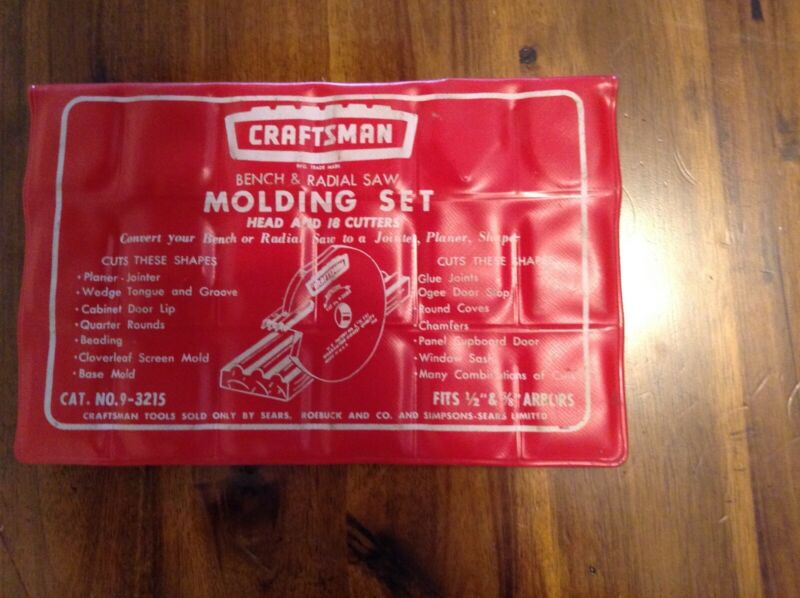 CRAFTSMAN
MFG. TRADE MARK
BENCH & RADIAL SAW
MOLDING SET
HEAD AND 18 CUTTERS
Convert your Bench or Radial Saw to a Jointer, Planer, Shaper
CUTS THESE SHAPES
• Planer - Jointer
• Wedge Tongue and Groove
• Cabinet Door Lip
• Quarter Rounds
• Beading
• Cloverleaf Screen Mold
• Base Mold
CRAFTSMAN
CUTS THESE SHAPES
Glue Joints
Ogee Door Stop
Round Coves
• Chamfers
• Panel Cupboard Door
• Window Sash
• Many Combinations of Cuts
CAT. NO. 9-3215
FITS ½" & ⅝" ARBORS
CRAFTSMAN TOOLS SOLD ONLY BY SEARS, ROEBUCK AND CO. AND SIMPSONS-SEARS LIMITED